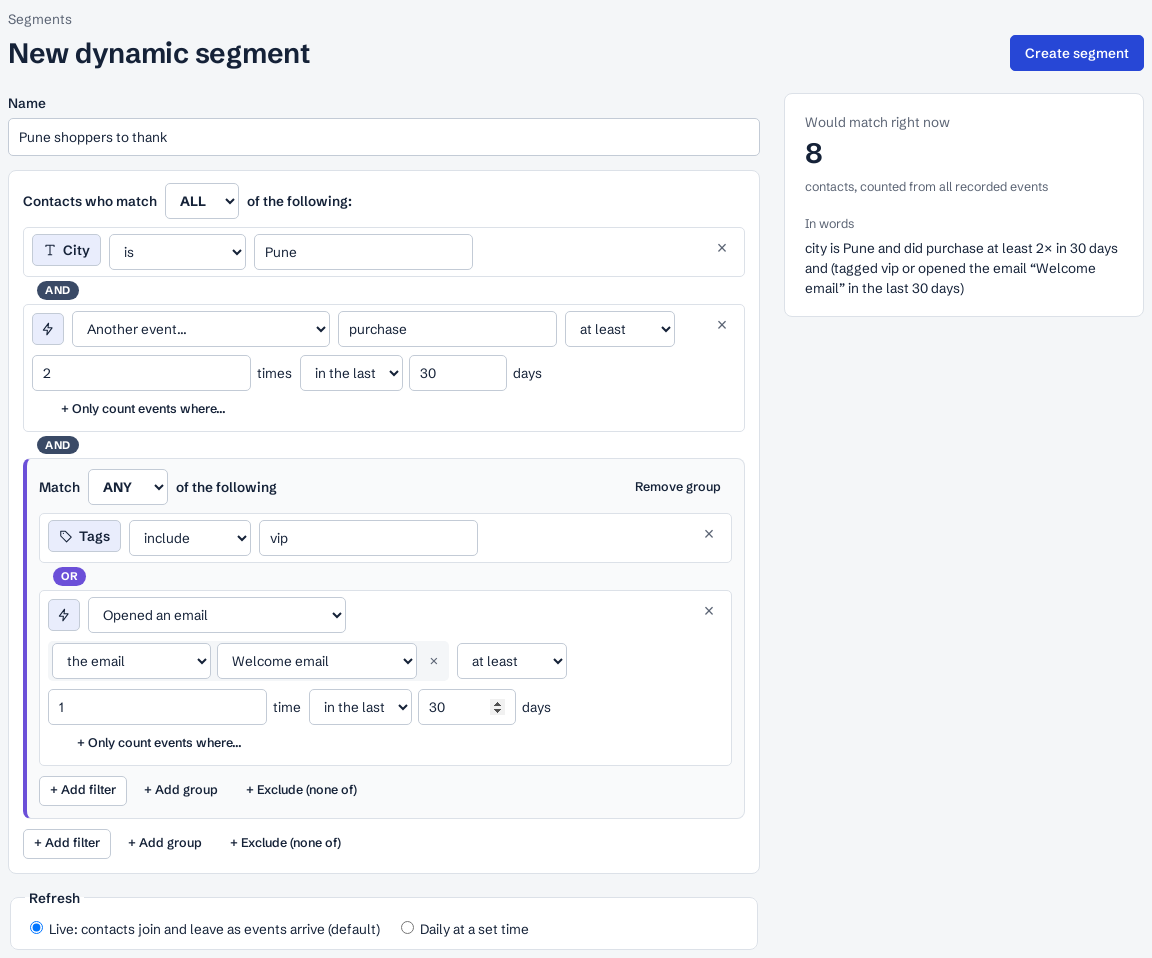 Segments
New dynamic segment
Create segment
Name
Pune shoppers to thank
Contacts who match ALL of the following:
City is Pune ×
AND
Another event... purchase at least ×
2 times in the last 30 days
+ Only count events where...
AND
Match ANY of the following Remove group
Tags include vip ×
OR
Opened an email ×
the email Welcome email × at least
1 time in the last 30 days
+ Only count events where...
+ Add filter + Add group + Exclude (none of)
+ Add filter + Add group + Exclude (none of)
Refresh
Live: contacts join and leave as events arrive (default) Daily at a set time
Would match right now
8
contacts, counted from all recorded events
In words
city is Pune and did purchase at least 2× in 30 days
and (tagged vip or opened the email “Welcome
email” in the last 30 days)